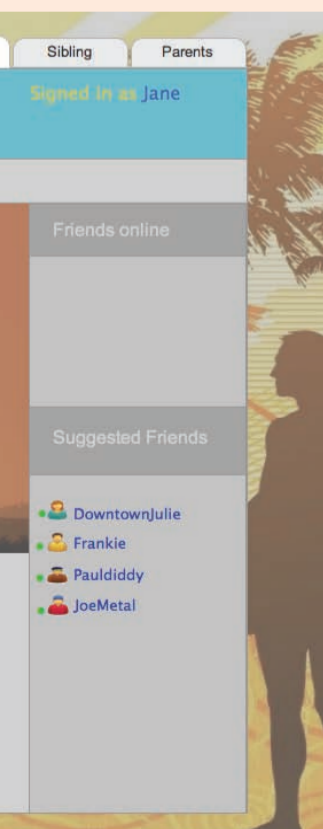 Sibling Parents
Signed in as Jane
Friends online
Suggested Friends
DowntownJulie
Frankie
Pauldiddy
JoeMetal